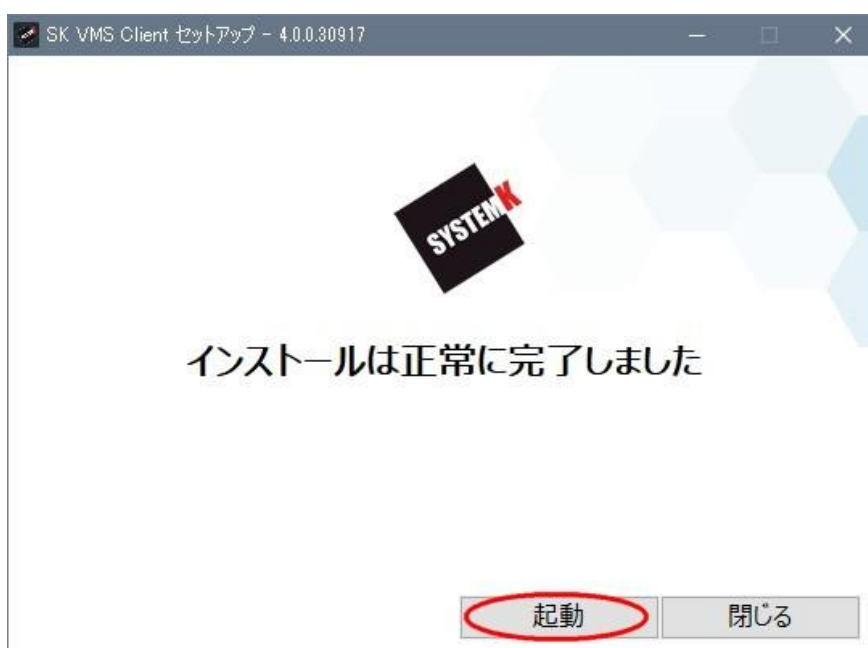 SK VMS Client セットアップ - 4.0.0.30917
SYSTEMK
インストールは正常に完了しました
起動
閉じる